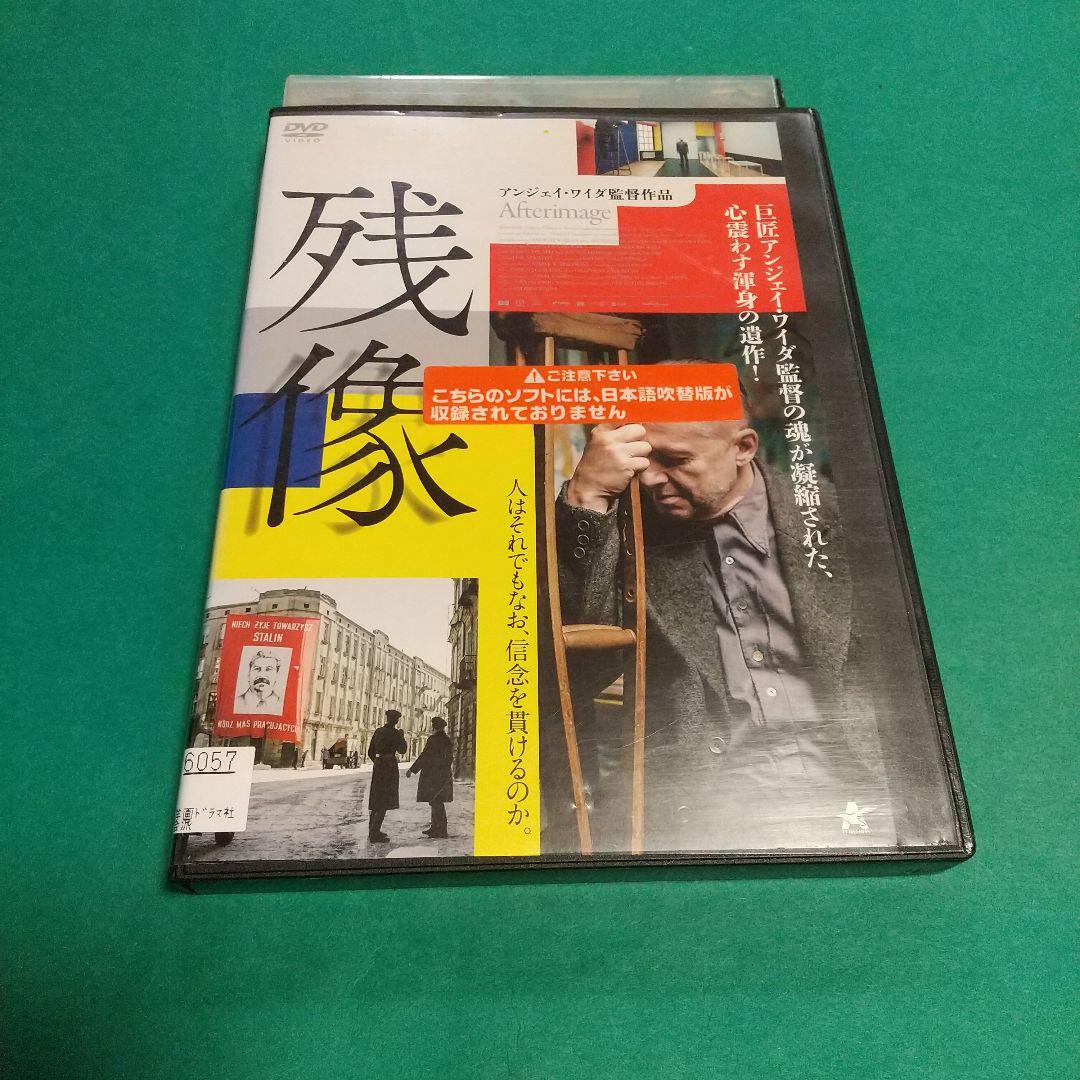 DVD
VIDEO
残像
アンジェイ・ワイダ監督作品
Afterimage
巨匠アンジェイ・ワイダ監督の魂が凝縮された、
心震わす渾身の遺作!
ご注意下さい
こちらのソフトには、日本語吹替版が
収録されておりません
人はそれでもなお、信念を貫けるのか。
NIECH ŻYJE TOWARZYSZ
STALIN
WÓDZ MAS PRACUJĄCYCH
6057
ドラマ社